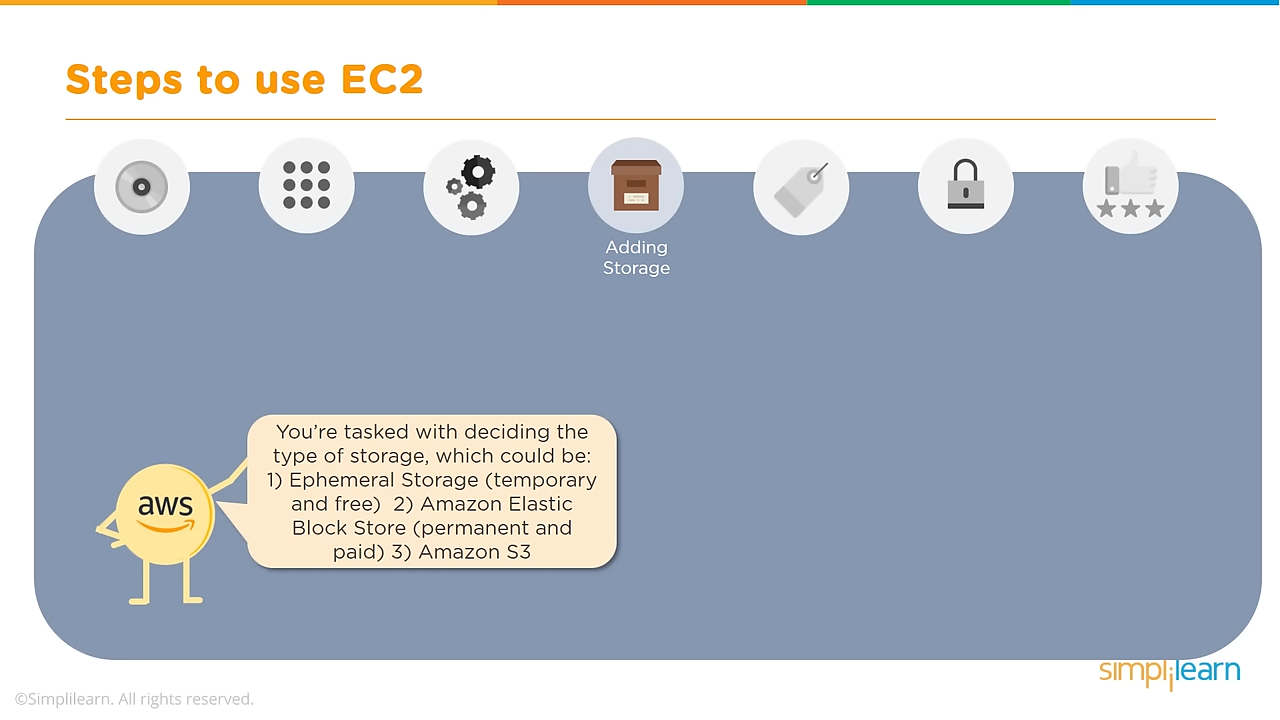 Steps to use EC2
Adding
Storage
You’re tasked with deciding the
type of storage, which could be:
1) Ephemeral Storage (temporary
and free)  2) Amazon Elastic
Block Store (permanent and
paid) 3) Amazon S3
aws
simplilearn
©Simplilearn. All rights reserved.